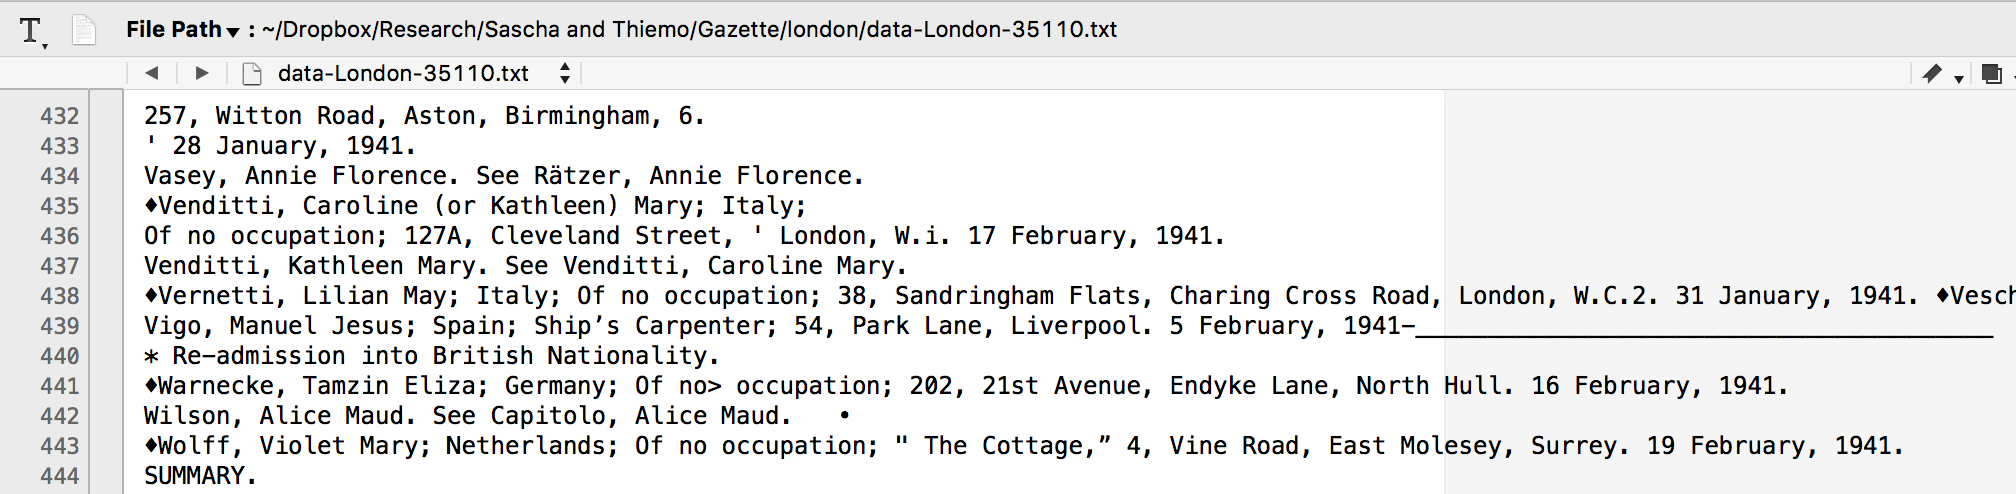 File Path ▾ : ~/Dropbox/Research/Sascha and Thiemo/Gazette/london/data-London-35110.txt
data-London-35110.txt
432 257, Witton Road, Aston, Birmingham, 6.
433 ' 28 January, 1941.
434 Vasey, Annie Florence. See Rätzer, Annie Florence.
435 ♦Venditti, Caroline (or Kathleen) Mary; Italy;
436 Of no occupation; 127A, Cleveland Street, ' London, W.i. 17 February, 1941.
437 Venditti, Kathleen Mary. See Venditti, Caroline Mary.
438 ♦Vernetti, Lilian May; Italy; Of no occupation; 38, Sandringham Flats, Charing Cross Road, London, W.C.2. 31 January, 1941. ♦Vesch
439 Vigo, Manuel Jesus; Spain; Ship’s Carpenter; 54, Park Lane, Liverpool. 5 February, 1941-________________________________________
440 * Re-admission into British Nationality.
441 ♦Warnecke, Tamzin Eliza; Germany; Of no> occupation; 202, 21st Avenue, Endyke Lane, North Hull. 16 February, 1941.
442 Wilson, Alice Maud. See Capitolo, Alice Maud. •
443 ♦Wolff, Violet Mary; Netherlands; Of no occupation; " The Cottage,” 4, Vine Road, East Molesey, Surrey. 19 February, 1941.
444 SUMMARY.